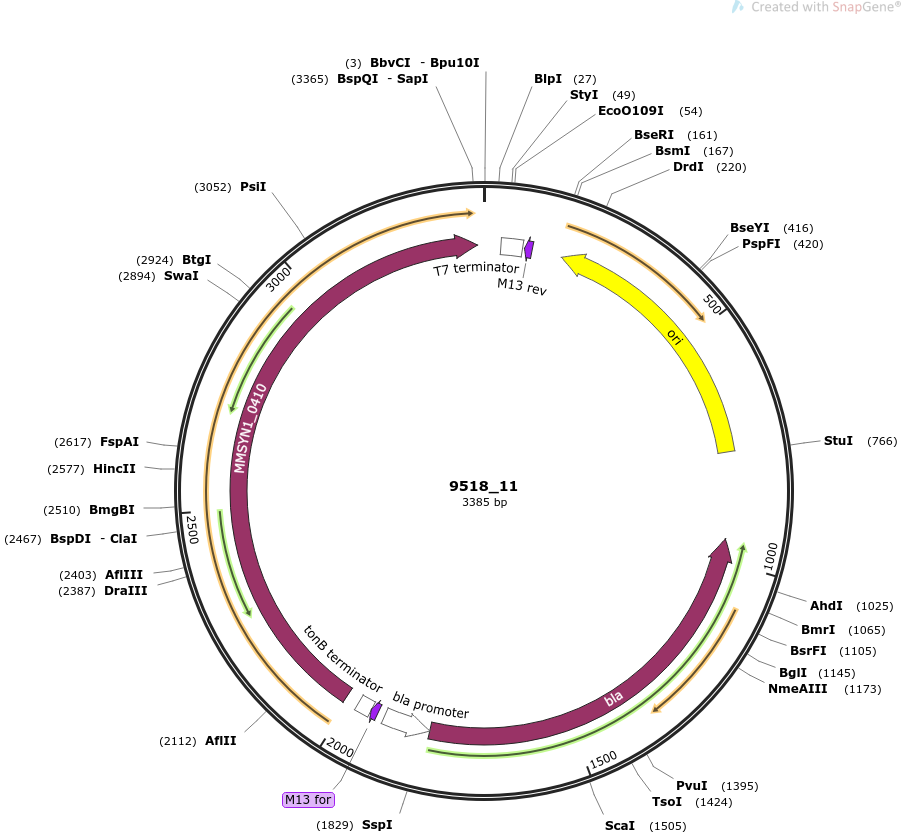 Created with SnapGene®
(3) BbvCI - Bpu10I
(3365) BspQI - SapI
BlpI (27)
StyI (49)
EcoO109I (54)
BseRI (161)
BsmI (167)
DrdI (220)
(3052) PsiI
BseYI (416)
PspFI (420)
(2924) BtgI
(2894) SwaI
T7 terminator
M13 rev
3000
500
ori
MMSYN1_0410
(2617) FspAI
StuI (766)
(2577) HincII
9518_11
3385 bp
(2510) BmgBI
2500
(2467) BspDI - ClaI
1000
(2403) AflIII
(2387) DraIII
AhdI (1025)
BmrI (1065)
BsrFI (1105)
BglI (1145)
NmeAIII (1173)
tonB terminator
bla promoter
bla
(2112) AflII
2000
1500
PvuI (1395)
TsoI (1424)
M13 for
(1829) SspI
ScaI (1505)